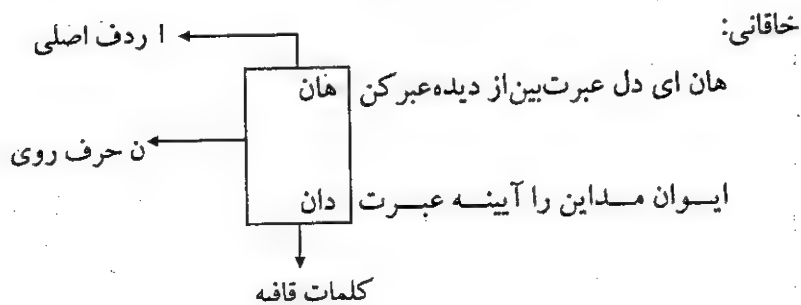 خاقانی:
ا ردف اصلی
هان ای دل عبرت‌بین از دیده عبر کن هان
ن حرف روی
ایوان مداین را آیینه عبرت دان
کلمات قافیه